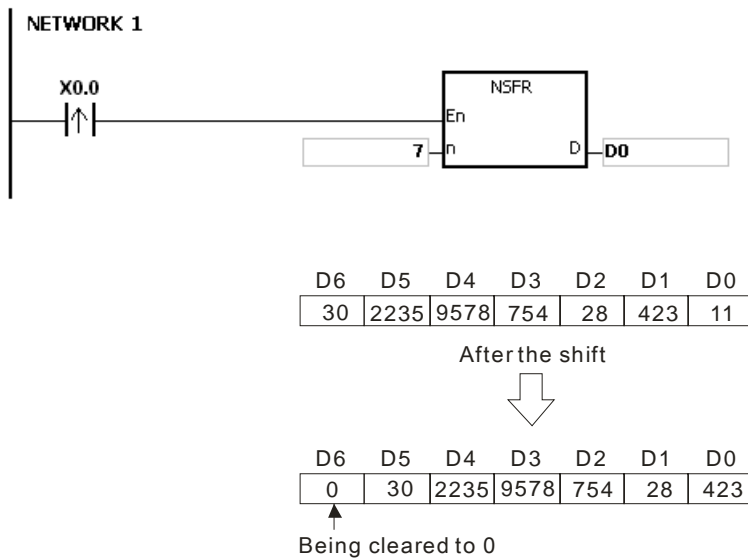 NETWORK 1
X0.0
NSFR
En
7 n D D0
D6 D5 D4 D3 D2 D1 D0
30 2235 9578 754 28 423 11
After the shift
D6 D5 D4 D3 D2 D1 D0
0 30 2235 9578 754 28 423
Being cleared to 0